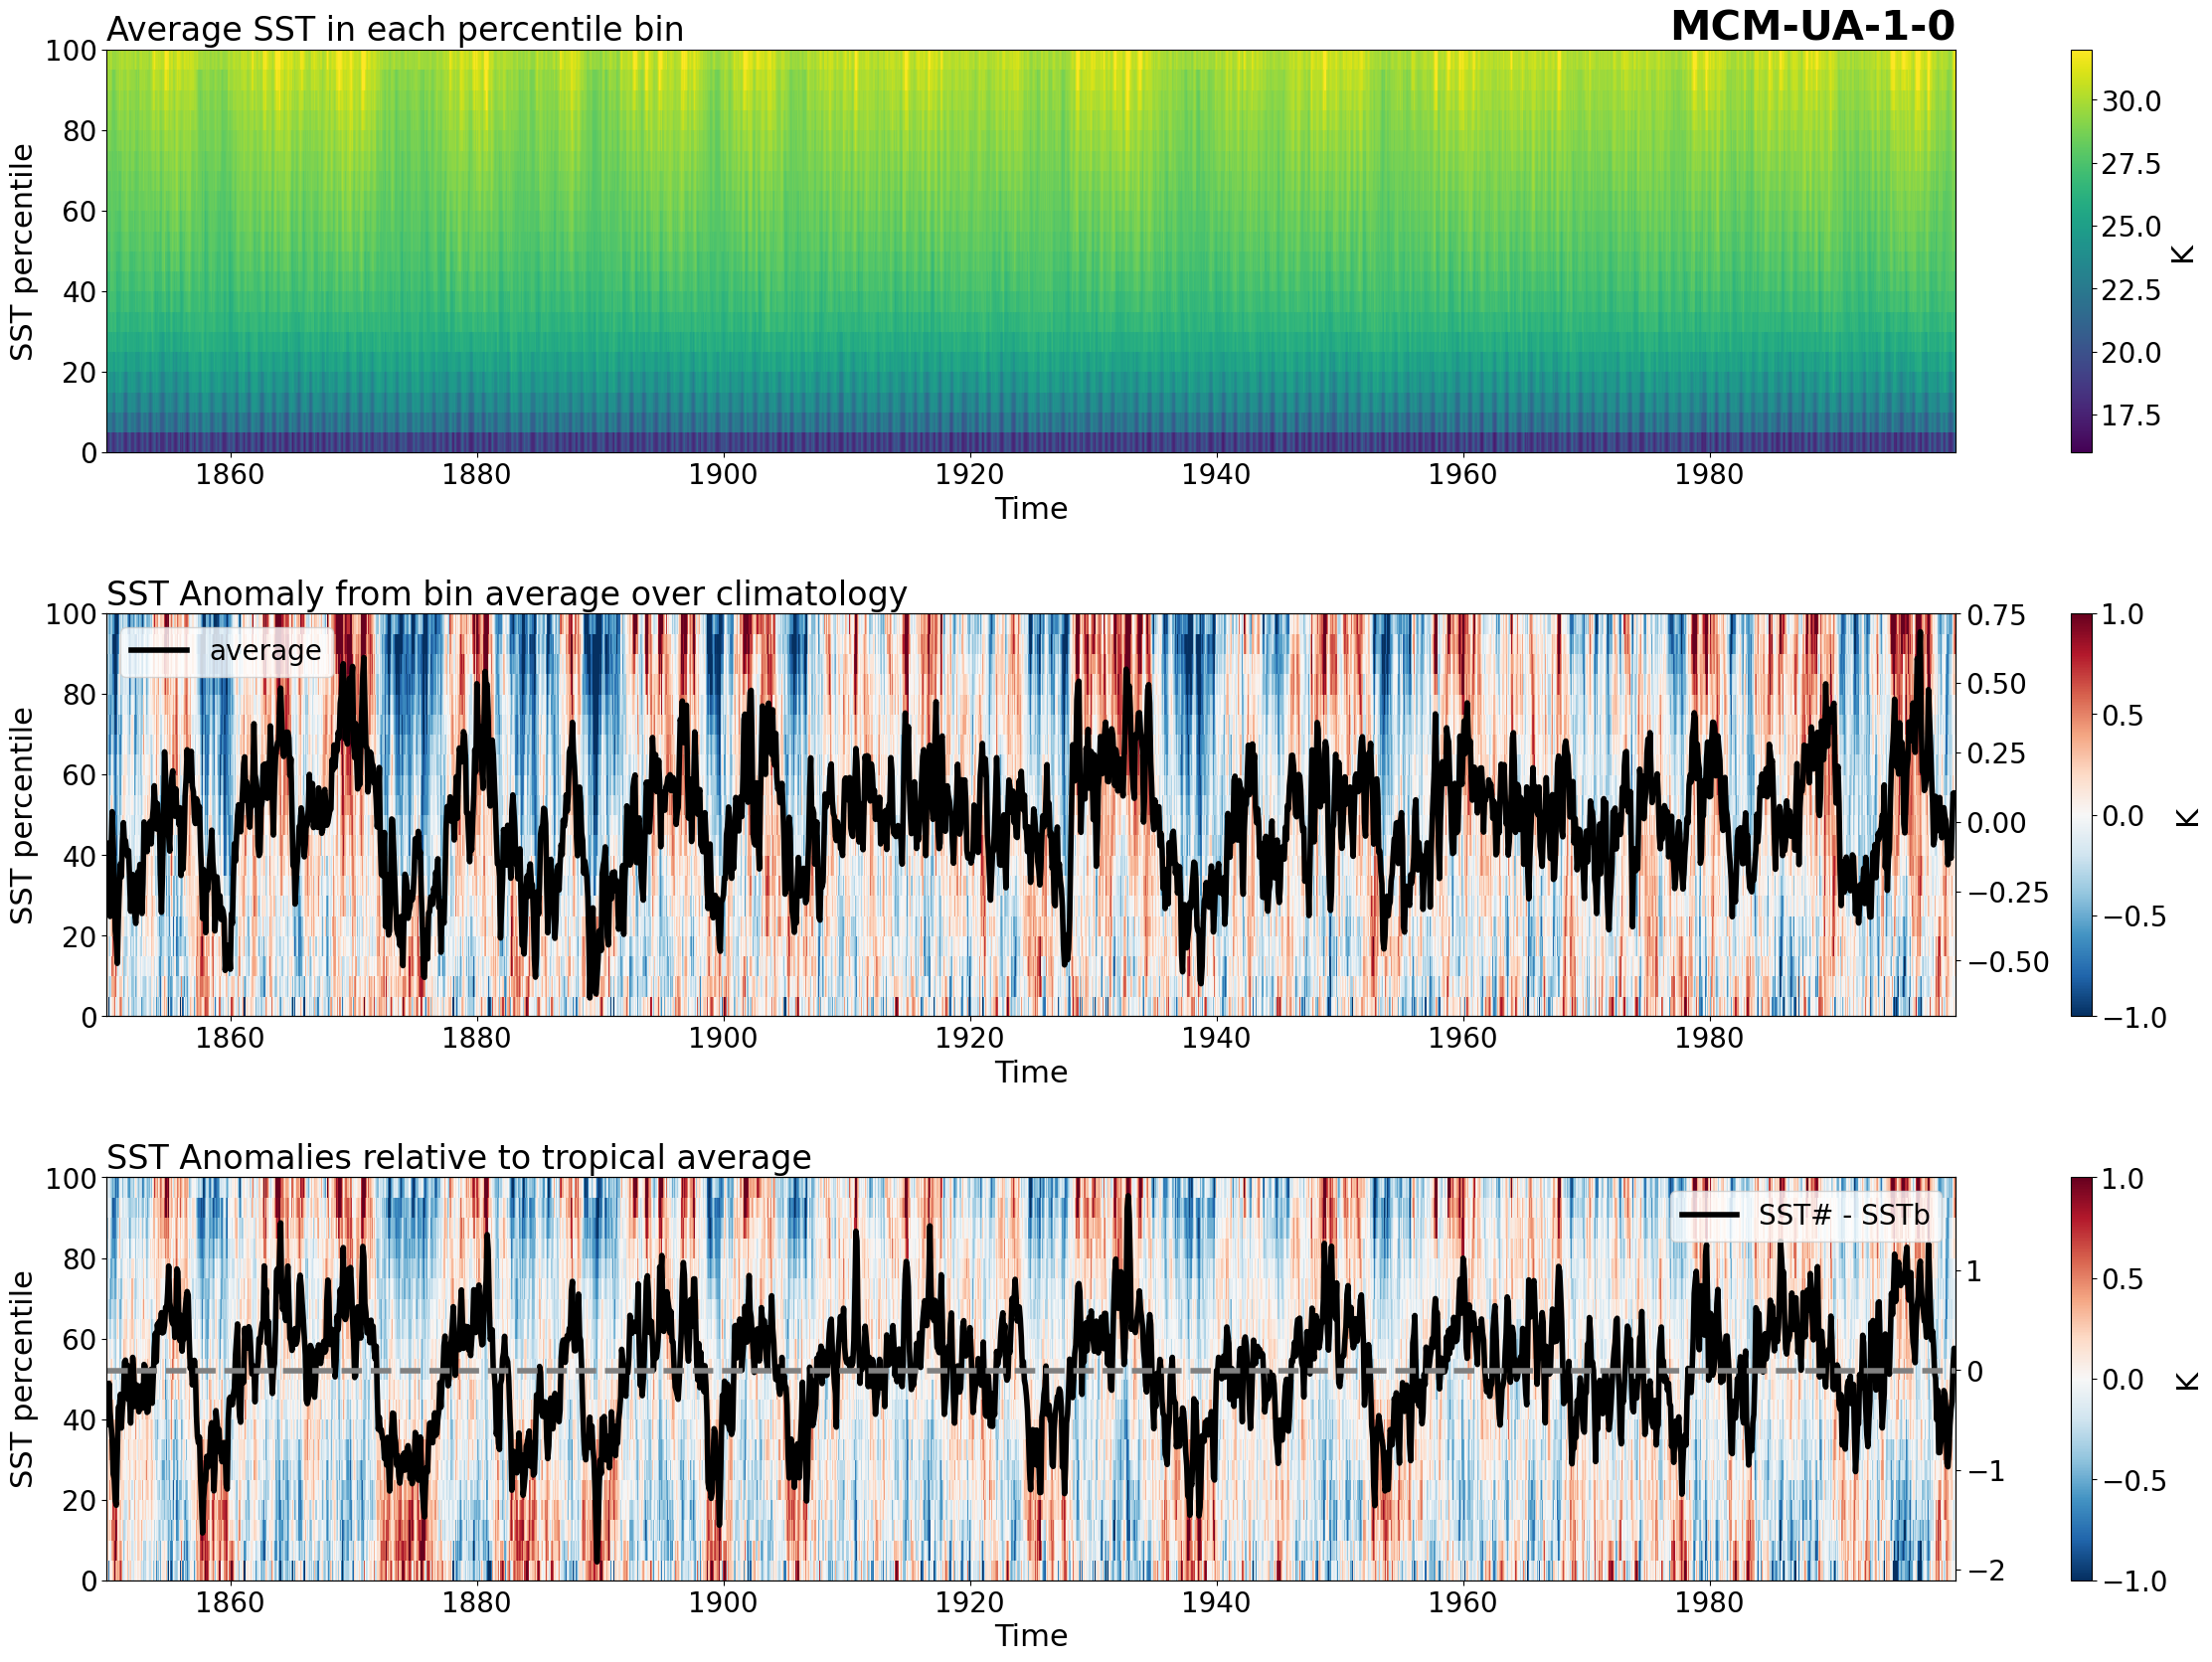 Average SST in each percentile bin
MCM-UA-1-0
SST percentile
100
80
60
40
20
0
1860 1880 1900 1920 1940 1960 1980
Time
30.0
27.5
25.0
22.5
20.0
17.5
K
SST Anomaly from bin average over climatology
SST percentile
100
80
60
40
20
0
average
1860 1880 1900 1920 1940 1960 1980
Time
0.75
0.50
0.25
0.00
−0.25
−0.50
1.0
0.5
0.0
−0.5
−1.0
K
SST Anomalies relative to tropical average
SST percentile
100
80
60
40
20
0
SST# - SSTb
1860 1880 1900 1920 1940 1960 1980
Time
1
0
−1
−2
1.0
0.5
0.0
−0.5
−1.0
K